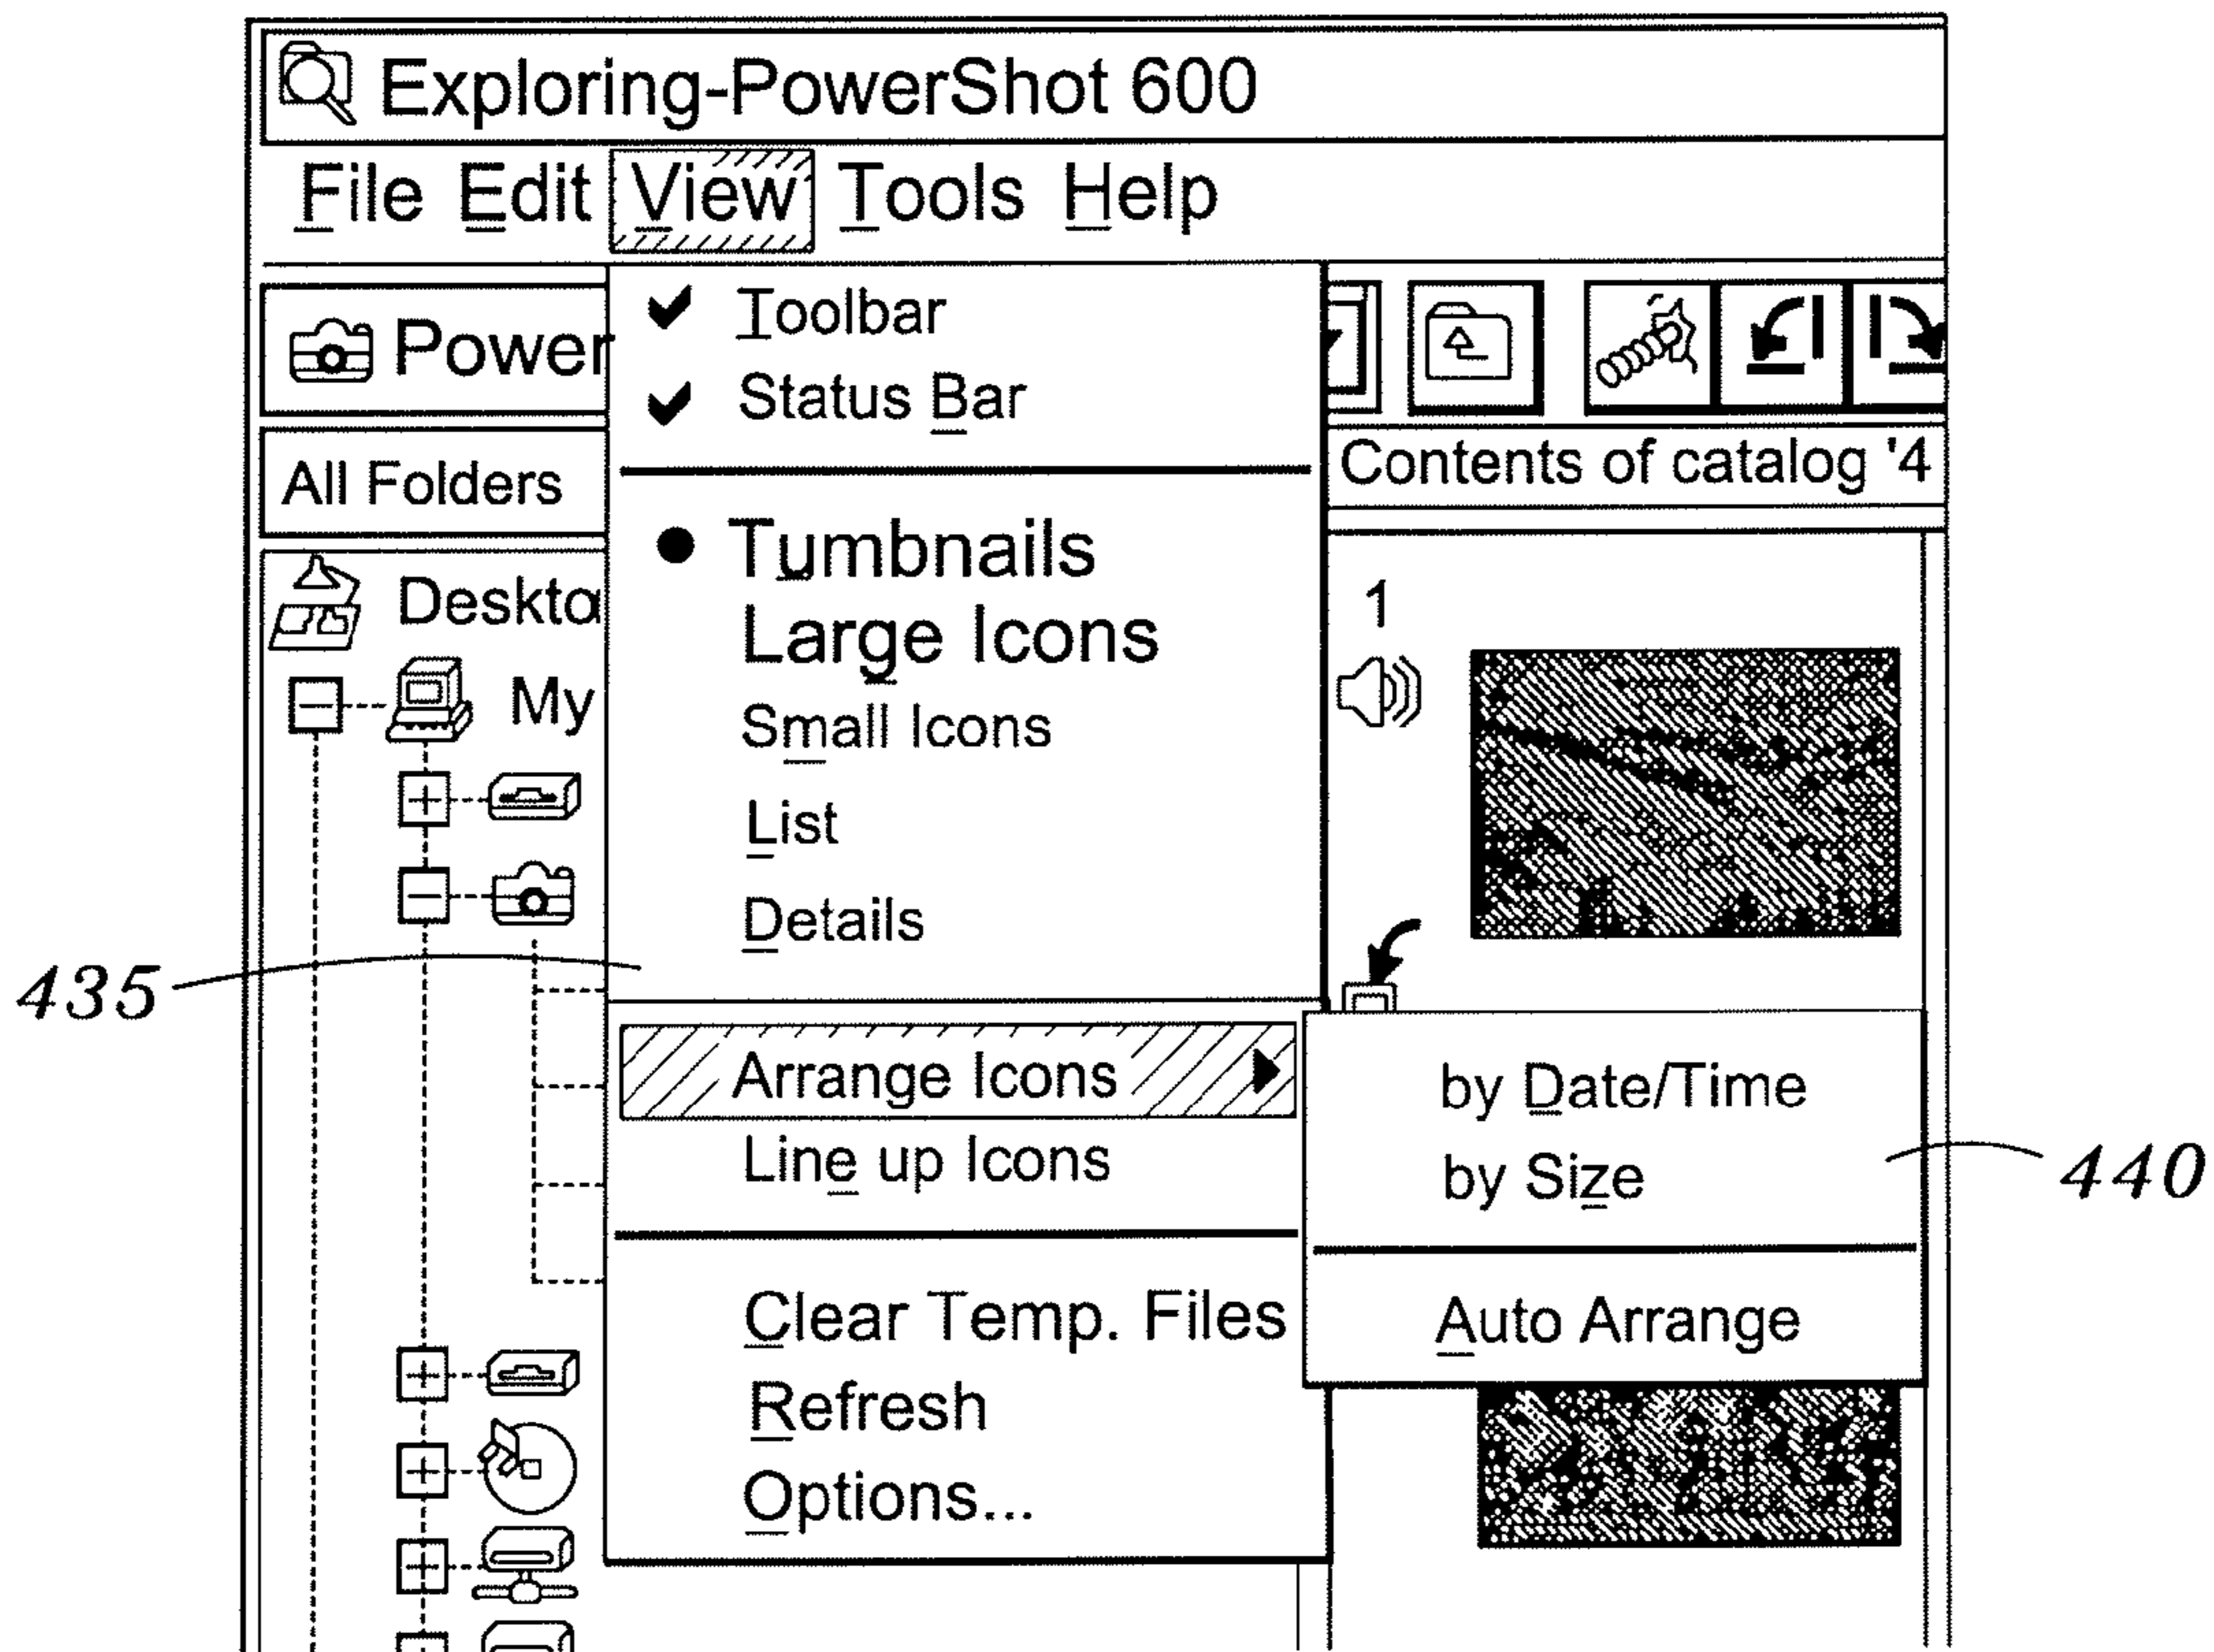 Exploring-PowerShot 600
File Edit View Tools Help
Power
All Folders
Contents of catalog '4
Deskto
My
Toolbar
Status Bar
Tumbnails
Large Icons
Small Icons
List
Details
Arrange Icons
Line up Icons
Clear Temp. Files
Refresh
Options...
1
by Date/Time
by Size
Auto Arrange
435
440